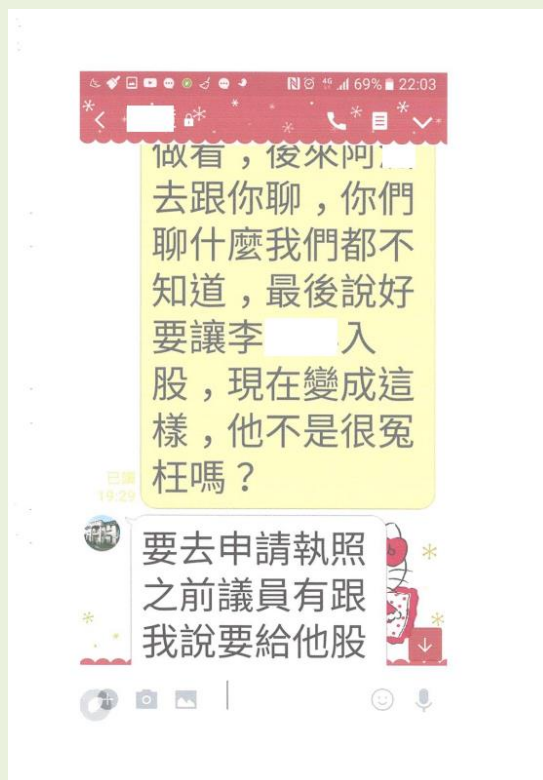 69% 22:03
做看，後來阿
去跟你聊，你們
聊什麼我們都不
知道，最後說好
要讓李 入
股，現在變成這
樣，他不是很冤
枉嗎？
已讀
19:29
要去申請執照
之前議員有跟
我說要給他股